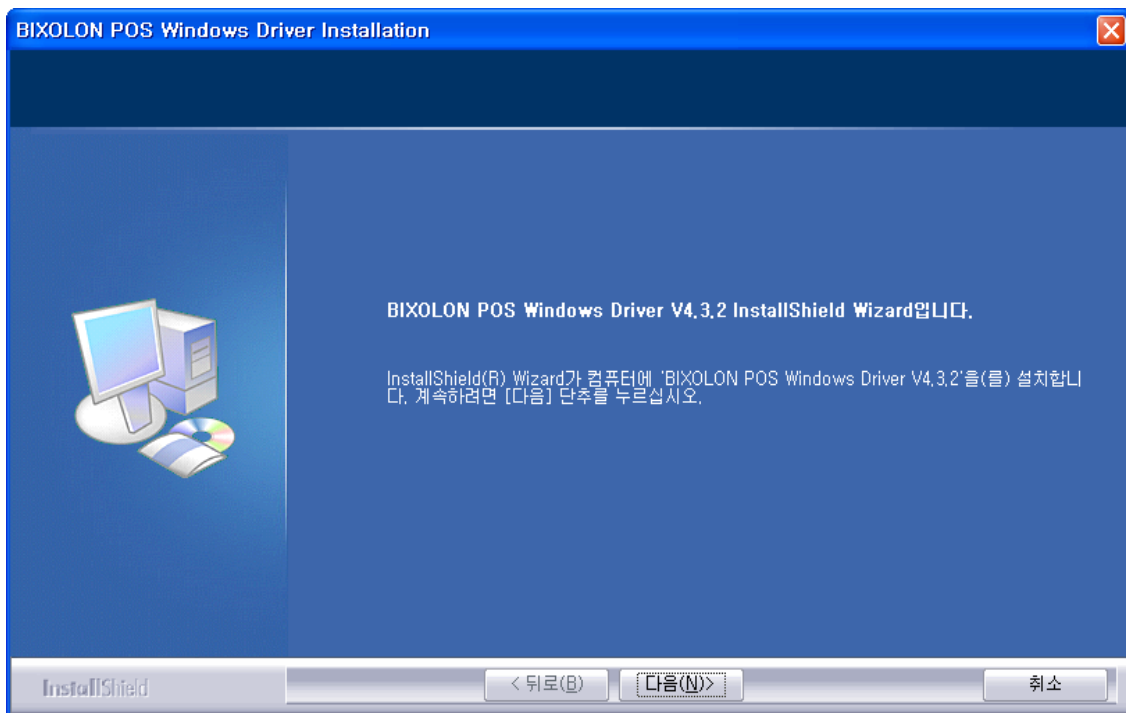 BIXOLON POS Windows Driver Installation
BIXOLON POS Windows Driver V4.3.2 InstallShield Wizard입니다.
InstallShield(R) Wizard가 컴퓨터에 'BIXOLON POS Windows Driver V4.3.2'을(를) 설치합니
다. 계속하려면 [다음] 단추를 누르십시오.
InstallShield
< 뒤로(B)
다음(N)>
취소